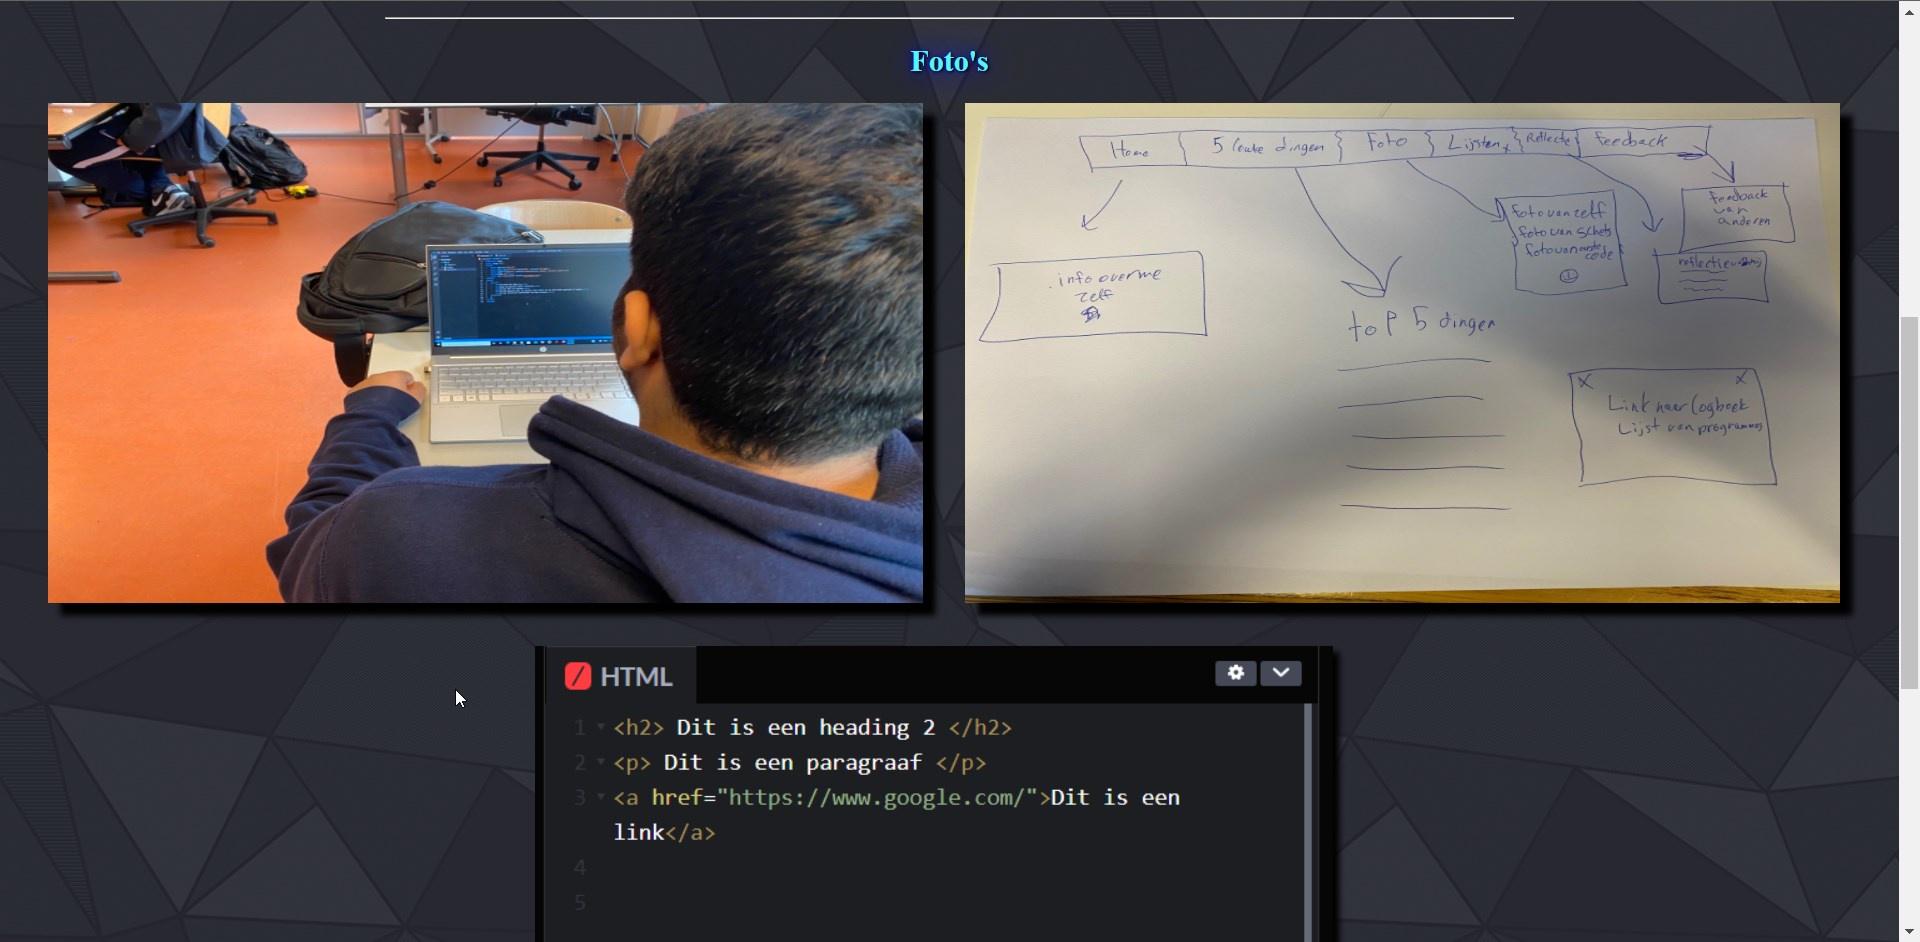 Foto's
Home
5 leuke dingen
Foto
Lijsten
Reflectie
feedback
feedback
van
anderen
foto van zelf
foto van schets
foto van code
reflectie
info over me
zelf
top 5 dingen
Link naar logboek
Lijst van programmas
HTML
1 <h2> Dit is een heading 2 </h2>
2 <p> Dit is een paragraaf </p>
3 <a href="https://www.google.com/">Dit is een
link</a>
4
5